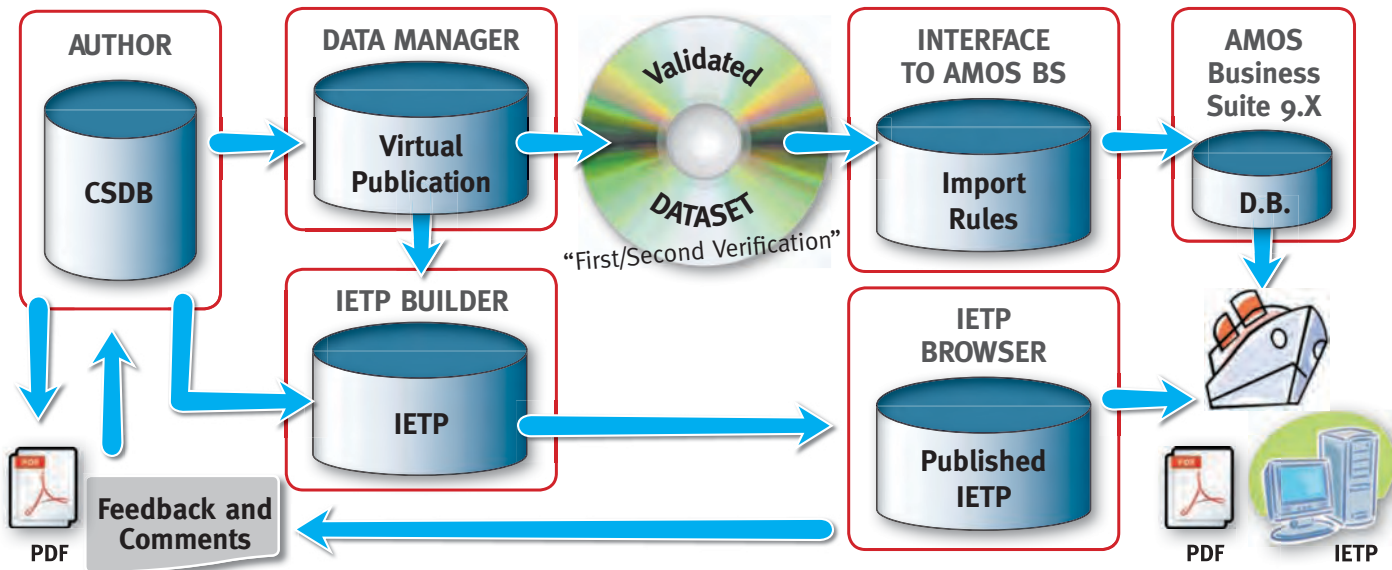 AUTHOR
CSDB
DATA MANAGER
Virtual
Publication
Validated
DATASET
“First/Second Verification”
INTERFACE
TO AMOS BS
Import
Rules
AMOS
Business
Suite 9.X
D.B.
IETP BUILDER
IETP
IETP
BROWSER
Published
IETP
PDF
PDF
Feedback and
Comments
PDF
PDF
IETP